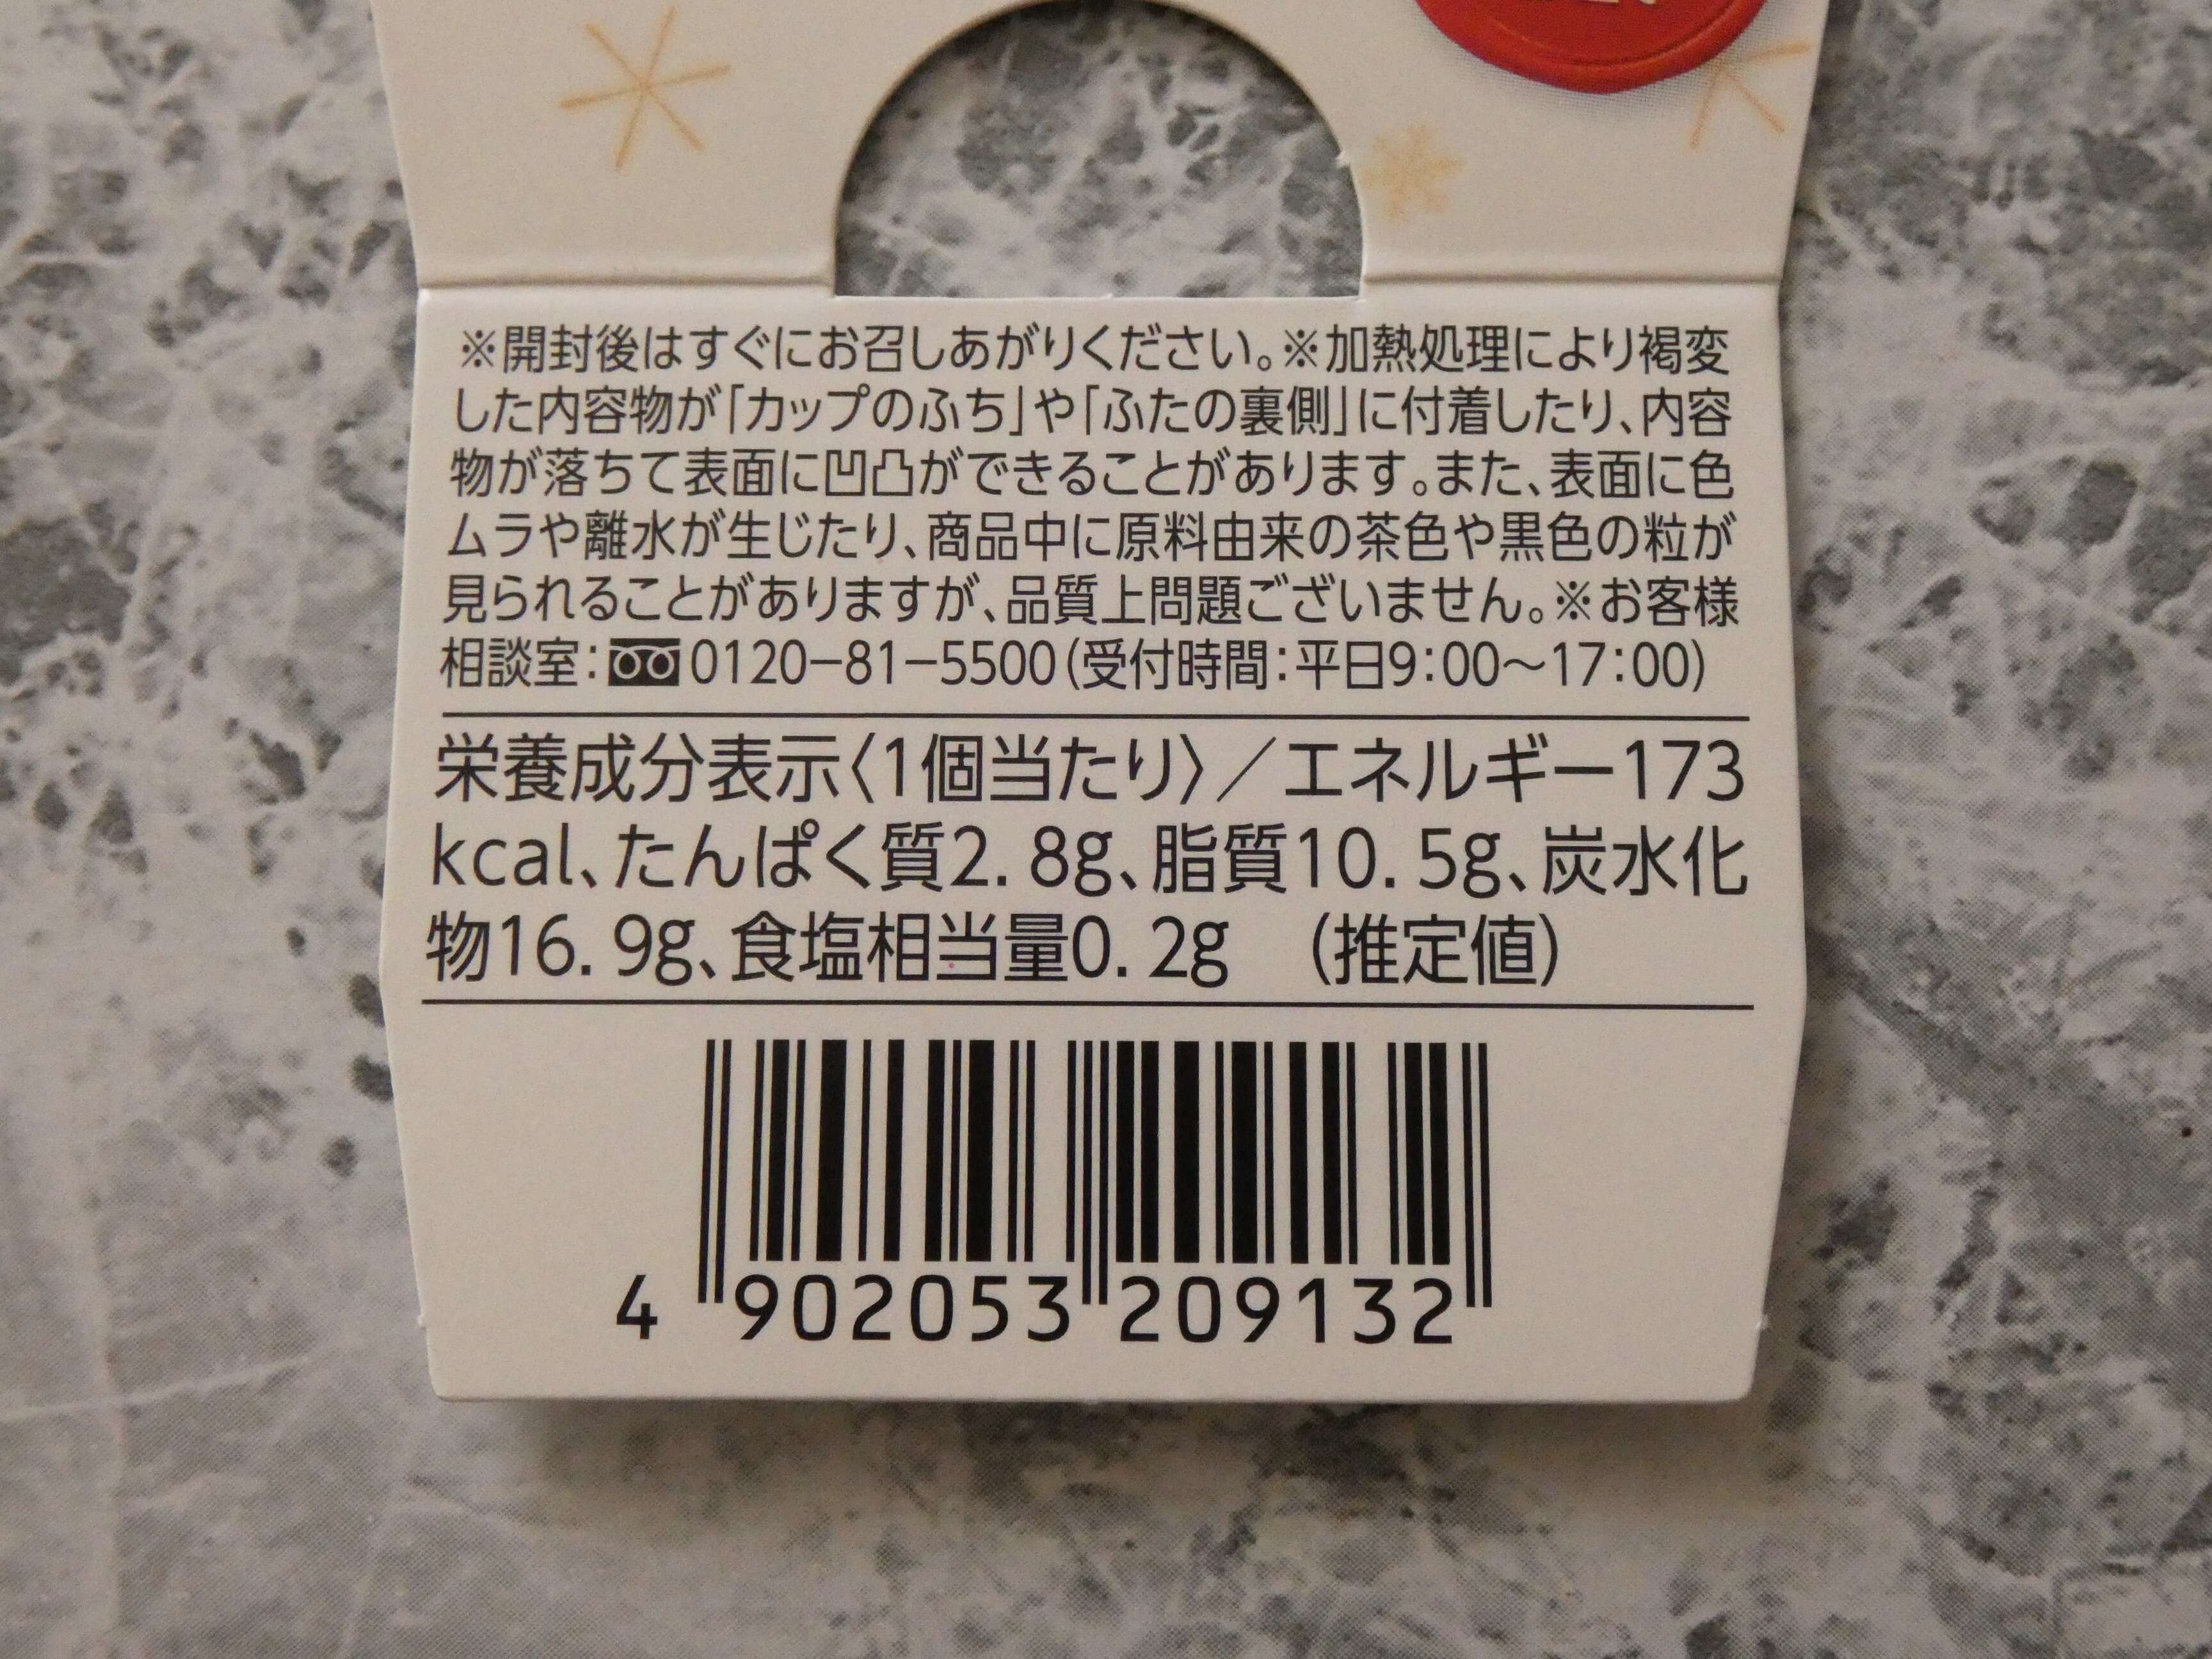 ※開封後はすぐにお召しあがりください。※加熱処理により褐変
した内容物が「カップのふち」や「ふたの裏側」に付着したり、内容
物が落ちて表面に凹凸ができることがあります。また、表面に色
ムラや離水が生じたり、商品中に原料由来の茶色や黒色の粒が
見られることがありますが、品質上問題ございません。※お客様
相談室：0120−81−5500（受付時間：平日9：00〜17：00）
栄養成分表示〈1個当たり〉／エネルギー173
kcal、たんぱく質2.8g、脂質10.5g、炭水化
物16.9g、食塩相当量0.2g　（推定値）
4 902053 209132